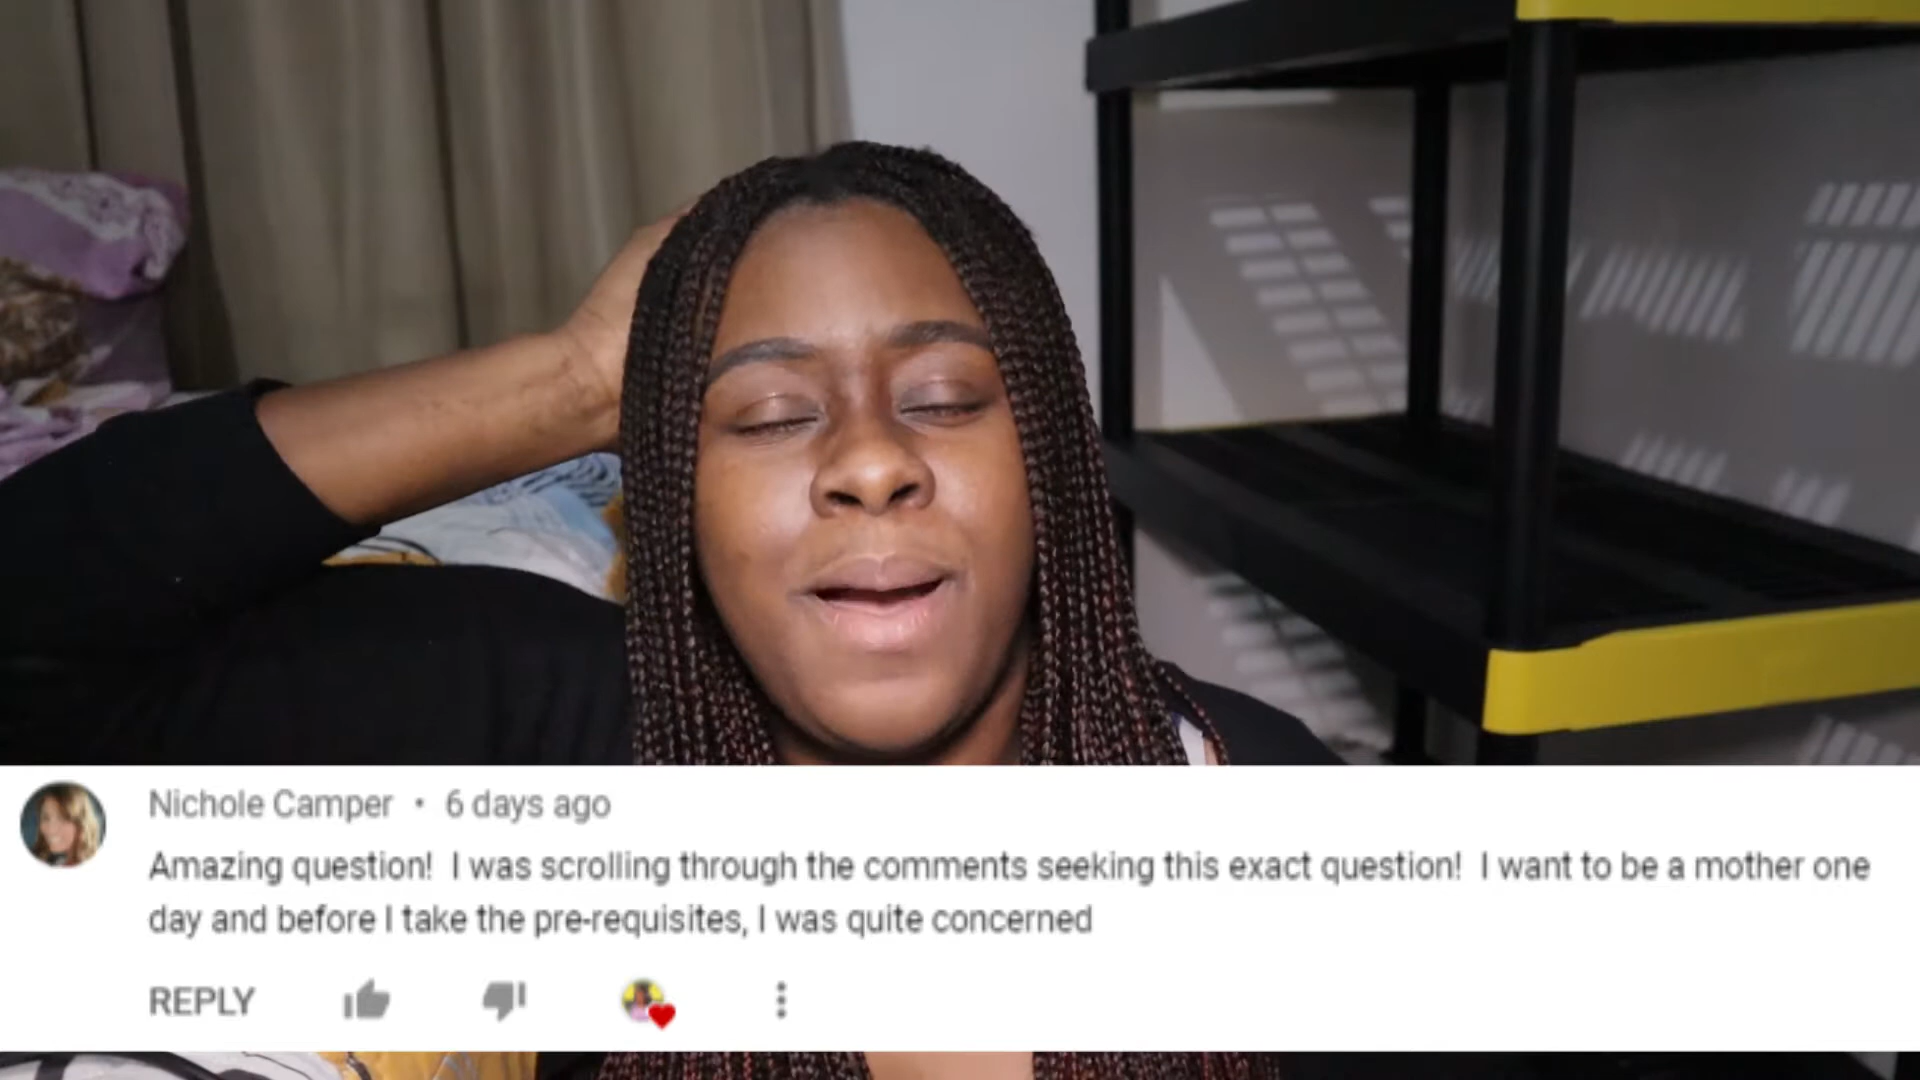 Nichole Camper • 6 days ago
Amazing question! I was scrolling through the comments seeking this exact question! I want to be a mother one
day and before I take the pre-requisites, I was quite concerned
REPLY